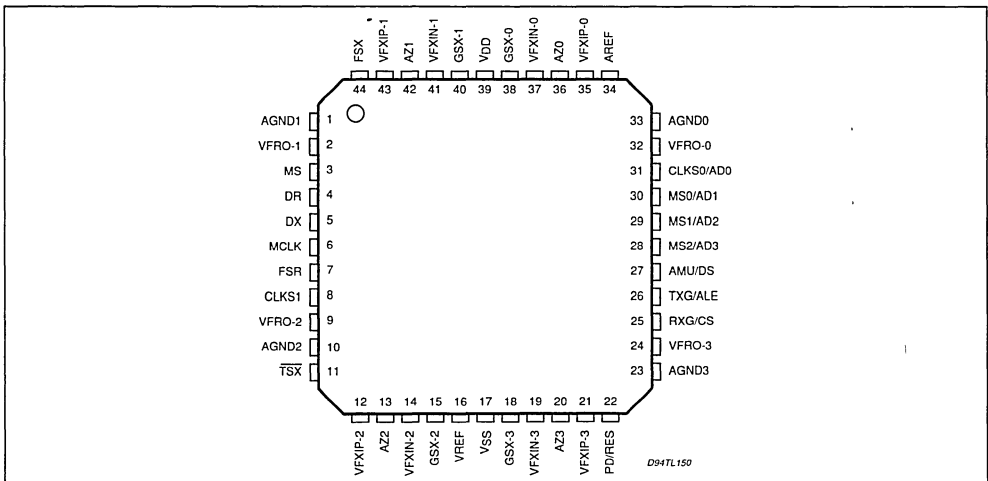 FSX VFXIP-1 AZ1 VFXIN-1 GSX-1 VDD GSX-0 VFXIN-0 AZ0 VFXIP-0 AREF
44 43 42 41 40 39 38 37 36 35 34
AGND1 1 33 AGND0
VFRO-1 2 32 VFRO-0
MS 3 31 CLKS0/AD0
DR 4 30 MS0/AD1
DX 5 29 MS1/AD2
MCLK 6 28 MS2/AD3
FSR 7 27 AMU/DS
CLKS1 8 26 TXG/ALE
VFRO-2 9 25 RXG/CS
AGND2 10 24 VFRO-3
TSX 11 23 AGND3
12 13 14 15 16 17 18 19 20 21 22
VFXIP-2 AZ2 VFXIN-2 GSX-2 VREF VSS GSX-3 VFXIN-3 AZ3 VFXIP-3 PD/RES
D94TL150